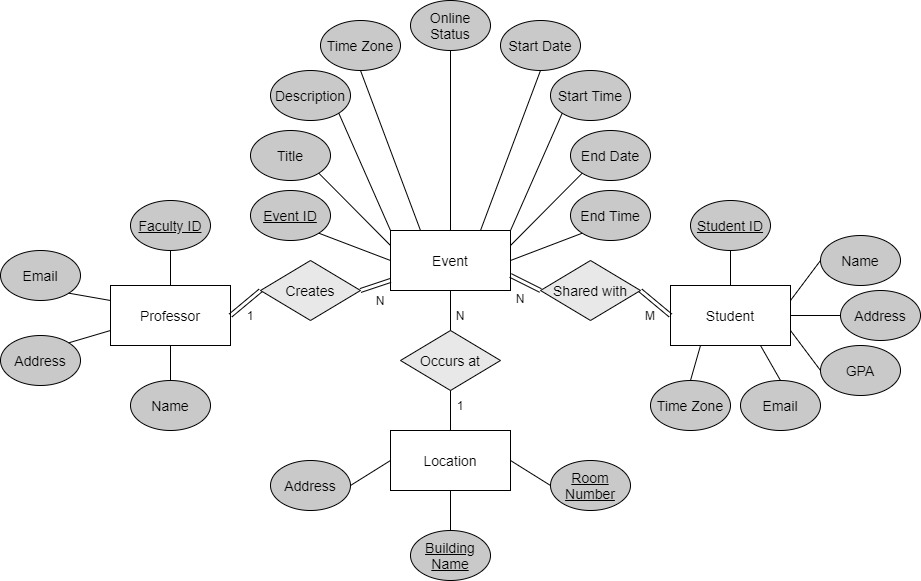 Online
Status
Time Zone
Start Date
Description
Start Time
Title
End Date
Event ID
End Time
Faculty ID
Student ID
Email
Event
Name
Creates
Shared with
N
N
Professor
1
N
M
Student
Address
Address
Occurs at
GPA
Name
1
Time Zone
Email
Location
Address
Room
Number
Building
Name